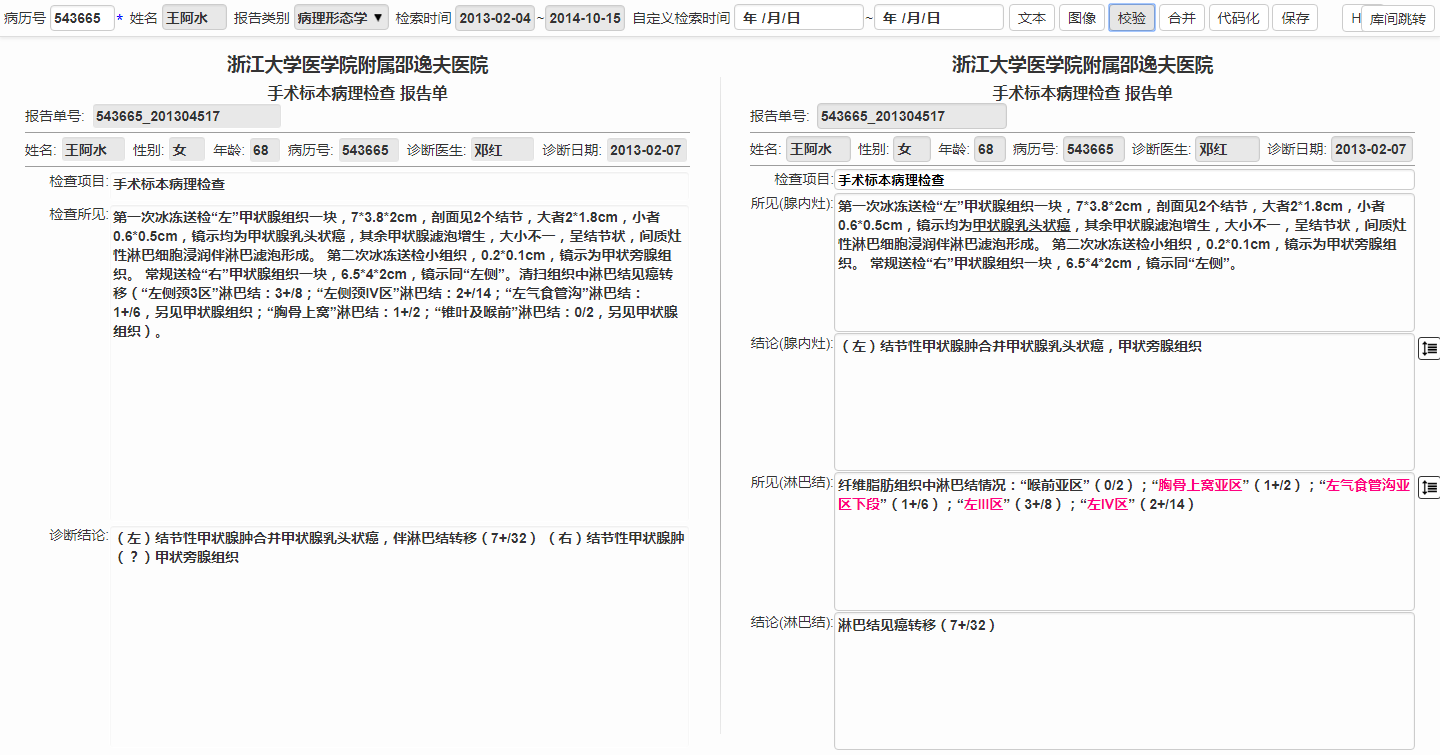 病历号 543665 * 姓名 王阿水 报告类别 病理形态学 ▼ 检索时间 2013-02-04 ~ 2014-10-15 自定义检索时间 年 /月/日 ~ 年 /月/日 文本 图像 校验 合并 代码化 保存 H 库间跳转
浙江大学医学院附属邵逸夫医院
手术标本病理检查 报告单
报告单号: 543665_201304517
姓名: 王阿水 性别: 女 年龄: 68 病历号: 543665 诊断医生: 邓红 诊断日期: 2013-02-07
检查项目: 手术标本病理检查
检查所见: 第一次冰冻送检“左”甲状腺组织一块，7*3.8*2cm，剖面见2个结节，大者2*1.8cm，小者
0.6*0.5cm，镜示均为甲状腺乳头状癌，其余甲状腺滤泡增生，大小不一，呈结节状，间质灶
性淋巴细胞浸润伴淋巴滤泡形成。 第二次冰冻送检小组织，0.2*0.1cm，镜示为甲状旁腺组
织。 常规送检“右”甲状腺组织一块，6.5*4*2cm，镜示同“左侧”。清扫组织中淋巴结见癌转
移（“左侧颈3区”淋巴结：3+/8；“左侧颈IV区”淋巴结：2+/14；“左气食管沟”淋巴结：
1+/6，另见甲状腺组织；“胸骨上窝”淋巴结：1+/2；“锥叶及喉前”淋巴结：0/2，另见甲状腺
组织）。
诊断结论: （左）结节性甲状腺肿合并甲状腺乳头状癌，伴淋巴结转移（7+/32） （右）结节性甲状腺肿
（？）甲状旁腺组织
浙江大学医学院附属邵逸夫医院
手术标本病理检查 报告单
报告单号: 543665_201304517
姓名: 王阿水 性别: 女 年龄: 68 病历号: 543665 诊断医生: 邓红 诊断日期: 2013-02-07
检查项目: 手术标本病理检查
所见(腺内灶): 第一次冰冻送检“左”甲状腺组织一块，7*3.8*2cm，剖面见2个结节，大者2*1.8cm，小者
0.6*0.5cm，镜示均为甲状腺乳头状癌，其余甲状腺滤泡增生，大小不一，呈结节状，间质灶
性淋巴细胞浸润伴淋巴滤泡形成。 第二次冰冻送检小组织，0.2*0.1cm，镜示为甲状旁腺组
织。 常规送检“右”甲状腺组织一块，6.5*4*2cm，镜示同“左侧”。
结论(腺内灶): （左）结节性甲状腺肿合并甲状腺乳头状癌，甲状旁腺组织
所见(淋巴结): 纤维脂肪组织中淋巴结情况：“喉前亚区”（0/2）；“胸骨上窝亚区”（1+/2）；“左气食管沟亚
区下段”（1+/6）；“左III区”（3+/8）；“左IV区”（2+/14）
结论(淋巴结): 淋巴结见癌转移（7+/32）